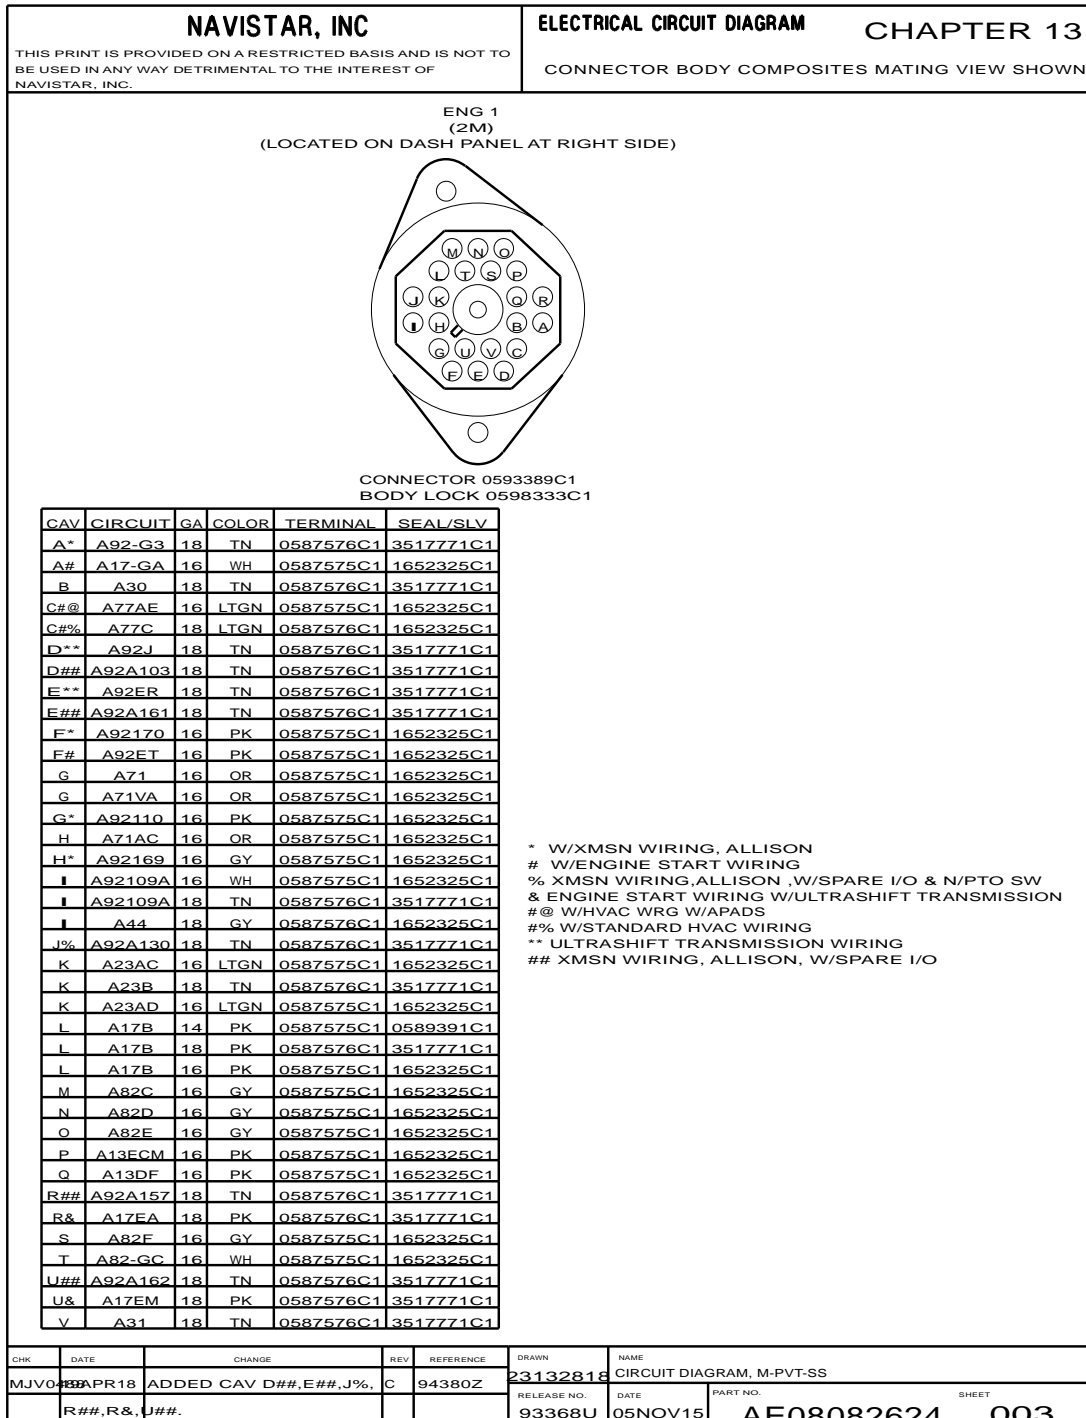 NAVISTAR, INC
THIS PRINT IS PROVIDED ON A RESTRICTED BASIS AND IS NOT TO
BE USED IN ANY WAY DETRIMENTAL TO THE INTEREST OF
NAVISTAR, INC.
ELECTRICAL CIRCUIT DIAGRAM CHAPTER 13
CONNECTOR BODY COMPOSITES MATING VIEW SHOWN
ENG 1
(2M)
(LOCATED ON DASH PANEL AT RIGHT SIDE)
M N O
L T S P
J K Q R
I H B A
G U V C
F E D
CONNECTOR 0593389C1
BODY LOCK 0598333C1
CAV CIRCUIT GA COLOR TERMINAL SEAL/SLV
A* A92-G3 18 TN 0587576C1 3517771C1
A# A17-GA 16 WH 0587575C1 1652325C1
B A30 18 TN 0587576C1 3517771C1
C#@ A77AE 16 LTGN 0587575C1 1652325C1
C#% A77C 18 LTGN 0587576C1 1652325C1
D** A92J 18 TN 0587576C1 3517771C1
D## A92A103 18 TN 0587576C1 3517771C1
E** A92ER 18 TN 0587576C1 3517771C1
E## A92A161 18 TN 0587576C1 3517771C1
F* A92170 16 PK 0587575C1 1652325C1
F# A92ET 16 PK 0587575C1 1652325C1
G A71 16 OR 0587575C1 1652325C1
G A71VA 16 OR 0587575C1 1652325C1
G* A92110 16 PK 0587575C1 1652325C1
H A71AC 16 OR 0587575C1 1652325C1
H* A92169 16 GY 0587575C1 1652325C1
I A92109A 16 WH 0587575C1 1652325C1
I A92109A 18 TN 0587576C1 3517771C1
I A44 18 GY 0587576C1 1652325C1
J% A92A130 18 TN 0587576C1 3517771C1
K A23AC 16 LTGN 0587575C1 1652325C1
K A23B 18 TN 0587576C1 3517771C1
K A23AD 16 LTGN 0587575C1 1652325C1
L A17B 14 PK 0587575C1 0589391C1
L A17B 18 PK 0587576C1 3517771C1
L A17B 16 PK 0587575C1 1652325C1
M A82C 16 GY 0587575C1 1652325C1
N A82D 16 GY 0587575C1 1652325C1
O A82E 16 GY 0587575C1 1652325C1
P A13ECM 16 PK 0587575C1 1652325C1
Q A13DF 16 PK 0587575C1 1652325C1
R## A92A157 18 TN 0587576C1 3517771C1
R& A17EA 18 PK 0587576C1 3517771C1
S A82F 16 GY 0587575C1 1652325C1
T A82-GC 16 WH 0587575C1 1652325C1
U## A92A162 18 TN 0587576C1 3517771C1
U& A17EM 18 PK 0587576C1 3517771C1
V A31 18 TN 0587576C1 3517771C1
* W/XMSN WIRING, ALLISON
# W/ENGINE START WIRING
% XMSN WIRING,ALLISON ,W/SPARE I/O & N/PTO SW
& ENGINE START WIRING W/ULTRASHIFT TRANSMISSION
#@ W/HVAC WRG W/APADS
#% W/STANDARD HVAC WIRING
** ULTRASHIFT TRANSMISSION WIRING
## XMSN WIRING, ALLISON, W/SPARE I/O
CHK DATE CHANGE REV REFERENCE DRAWN NAME
ADDED CAV D##,E##,J%, C 94380Z 23132818 CIRCUIT DIAGRAM, M-PVT-SS
R##,R&,U##.
RELEASE NO. DATE PART NO. SHEET
93368U 05NOV15 AF08082624 003